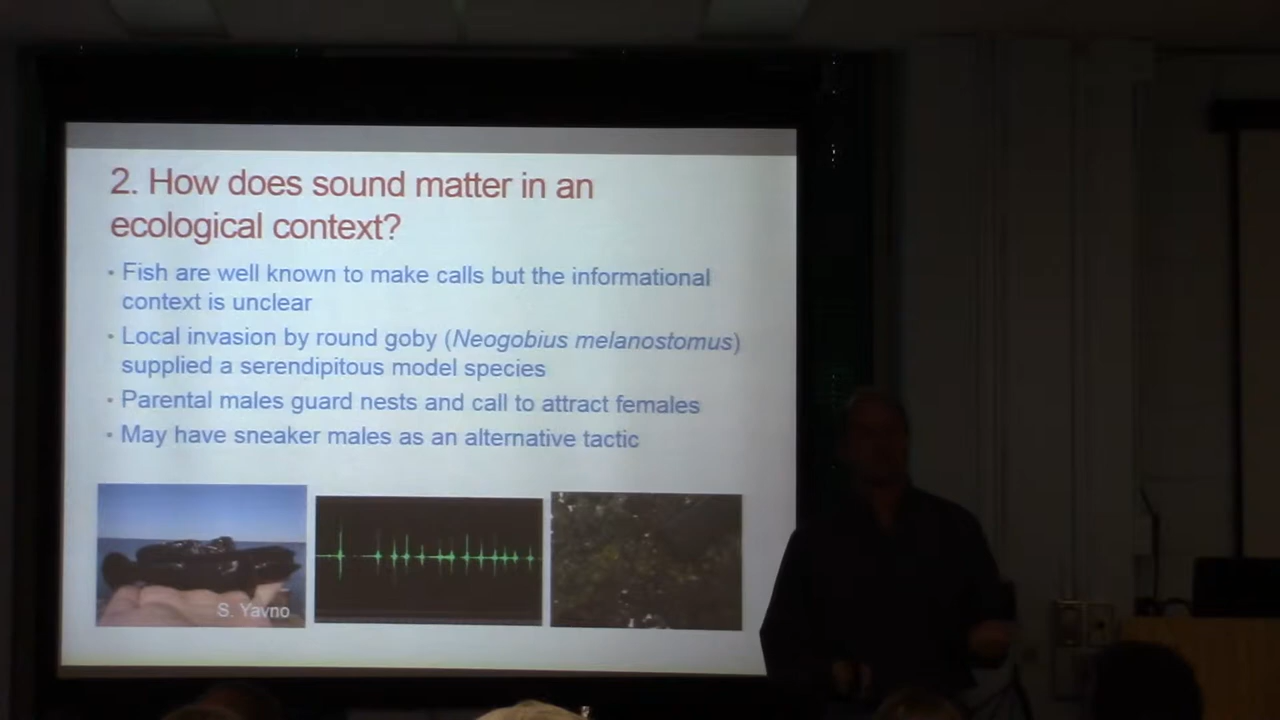 2. How does sound matter in an
ecological context?
• Fish are well known to make calls but the informational
context is unclear
• Local invasion by round goby (Neogobius melanostomus)
supplied a serendipitous model species
• Parental males guard nests and call to attract females
• May have sneaker males as an alternative tactic
S. Yavno